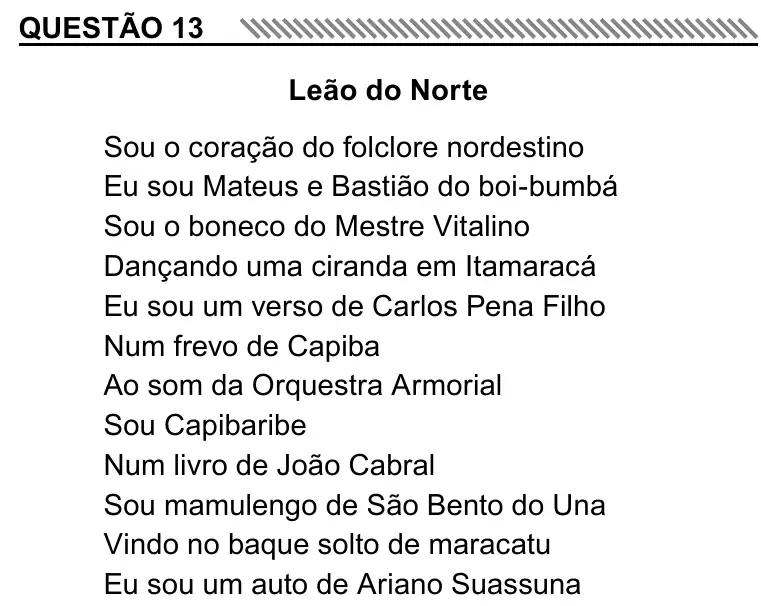 QUESTÃO 13
Leão do Norte
Sou o coração do folclore nordestino
Eu sou Mateus e Bastião do boi-bumbá
Sou o boneco do Mestre Vitalino
Dançando uma ciranda em Itamaracá
Eu sou um verso de Carlos Pena Filho
Num frevo de Capiba
Ao som da Orquestra Armorial
Sou Capibaribe
Num livro de João Cabral
Sou mamulengo de São Bento do Una
Vindo no baque solto de maracatu
Eu sou um auto de Ariano Suassuna